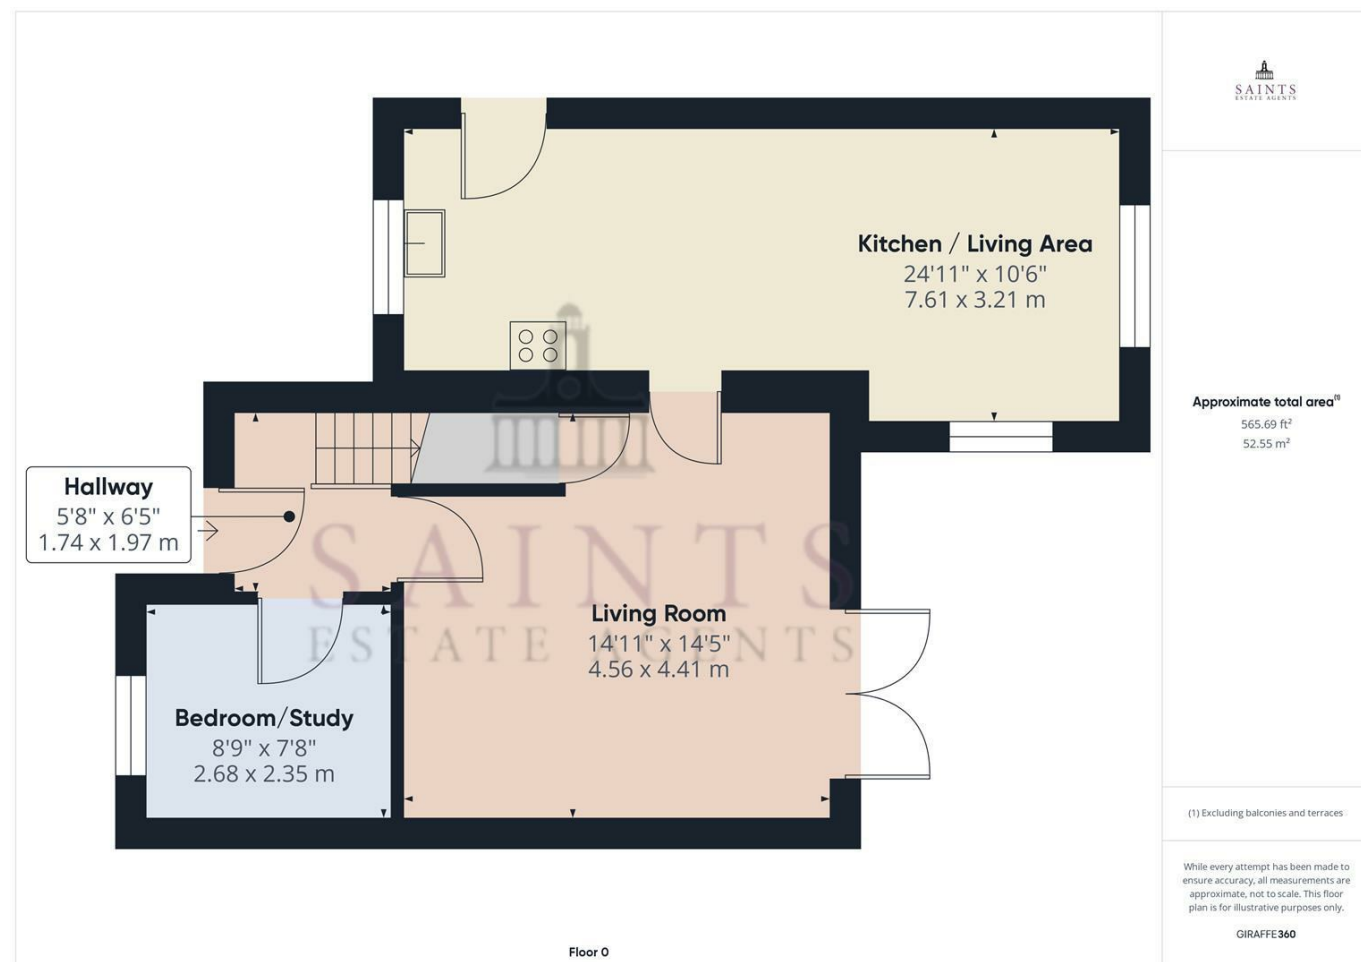 SAINTS
ESTATE AGENTS
Kitchen / Living Area
24'11" x 10'6"
7.61 x 3.21 m
Hallway
5'8" x 6'5"
1.74 x 1.97 m
SAINTS
ESTATE AGENTS
Living Room
14'11" x 14'5"
4.56 x 4.41 m
Bedroom/Study
8'9" x 7'8"
2.68 x 2.35 m
Floor 0
Approximate total area⁽¹⁾
565.69 ft²
52.55 m²
(1) Excluding balconies and terraces
While every attempt has been made to
ensure accuracy, all measurements are
approximate, not to scale. This floor
plan is for illustrative purposes only.
GIRAFFE360